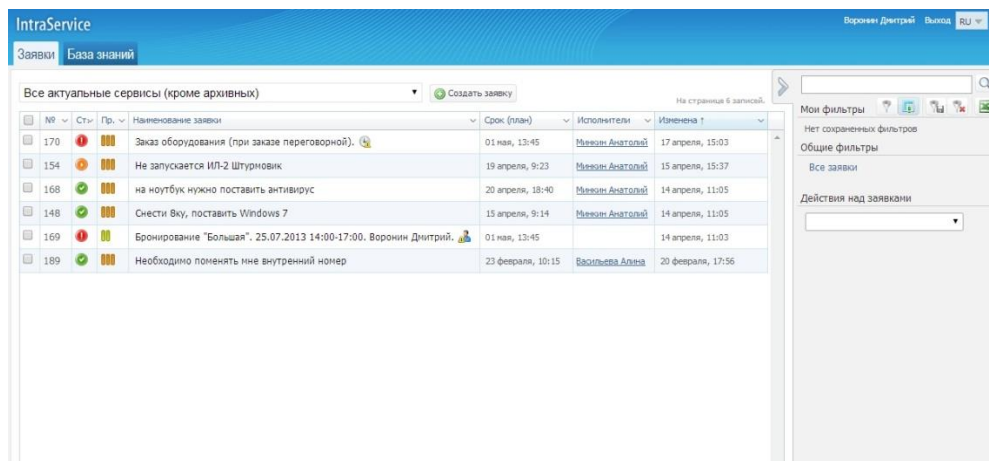 IntraService
Воронин Дмитрий Выход RU
Заявки База знаний
Все актуальные сервисы (кроме архивных) Создать заявку
На странице 6 записей.
№ Ст Пр. Наименование заявки Срок (план) Исполнители Изменена ↑
170 Заказ оборудования (при заказе переговорной). 01 мая, 13:45 Минкин Анатолий 17 апреля, 15:03
154 Не запускается ИЛ-2 Штурмовик 19 апреля, 9:23 Минкин Анатолий 15 апреля, 15:37
168 на ноутбук нужно поставить антивирус 20 апреля, 18:40 Минкин Анатолий 14 апреля, 11:05
148 Снести 8ку, поставить Windows 7 15 апреля, 9:14 Минкин Анатолий 14 апреля, 11:05
169 Бронирование "Большая". 25.07.2013 14:00-17:00. Воронин Дмитрий. 01 мая, 13:45 14 апреля, 11:03
189 Необходимо поменять мне внутренний номер 23 февраля, 10:15 Васильева Алина 20 февраля, 17:56
Мои фильтры
Нет сохраненных фильтров
Общие фильтры
Все заявки
Действия над заявками